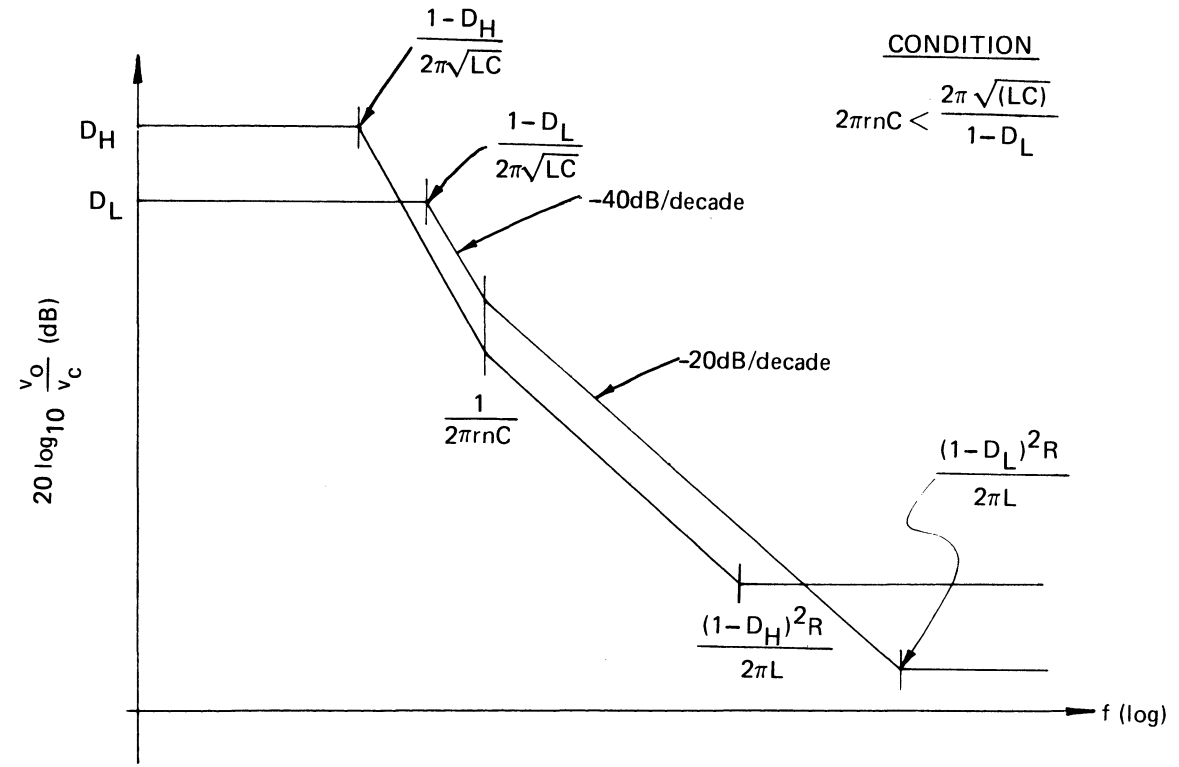 1-D_H
2π√LC
CONDITION
2πrnC < 2π √(LC)
1-D_L
D_H
1-D_L
2π√LC
D_L
-40dB/decade
20 log10 v_o/v_c (dB)
-20dB/decade
1
2πrnC
(1-D_L)²R
2πL
(1-D_H)²R
2πL
f (log)